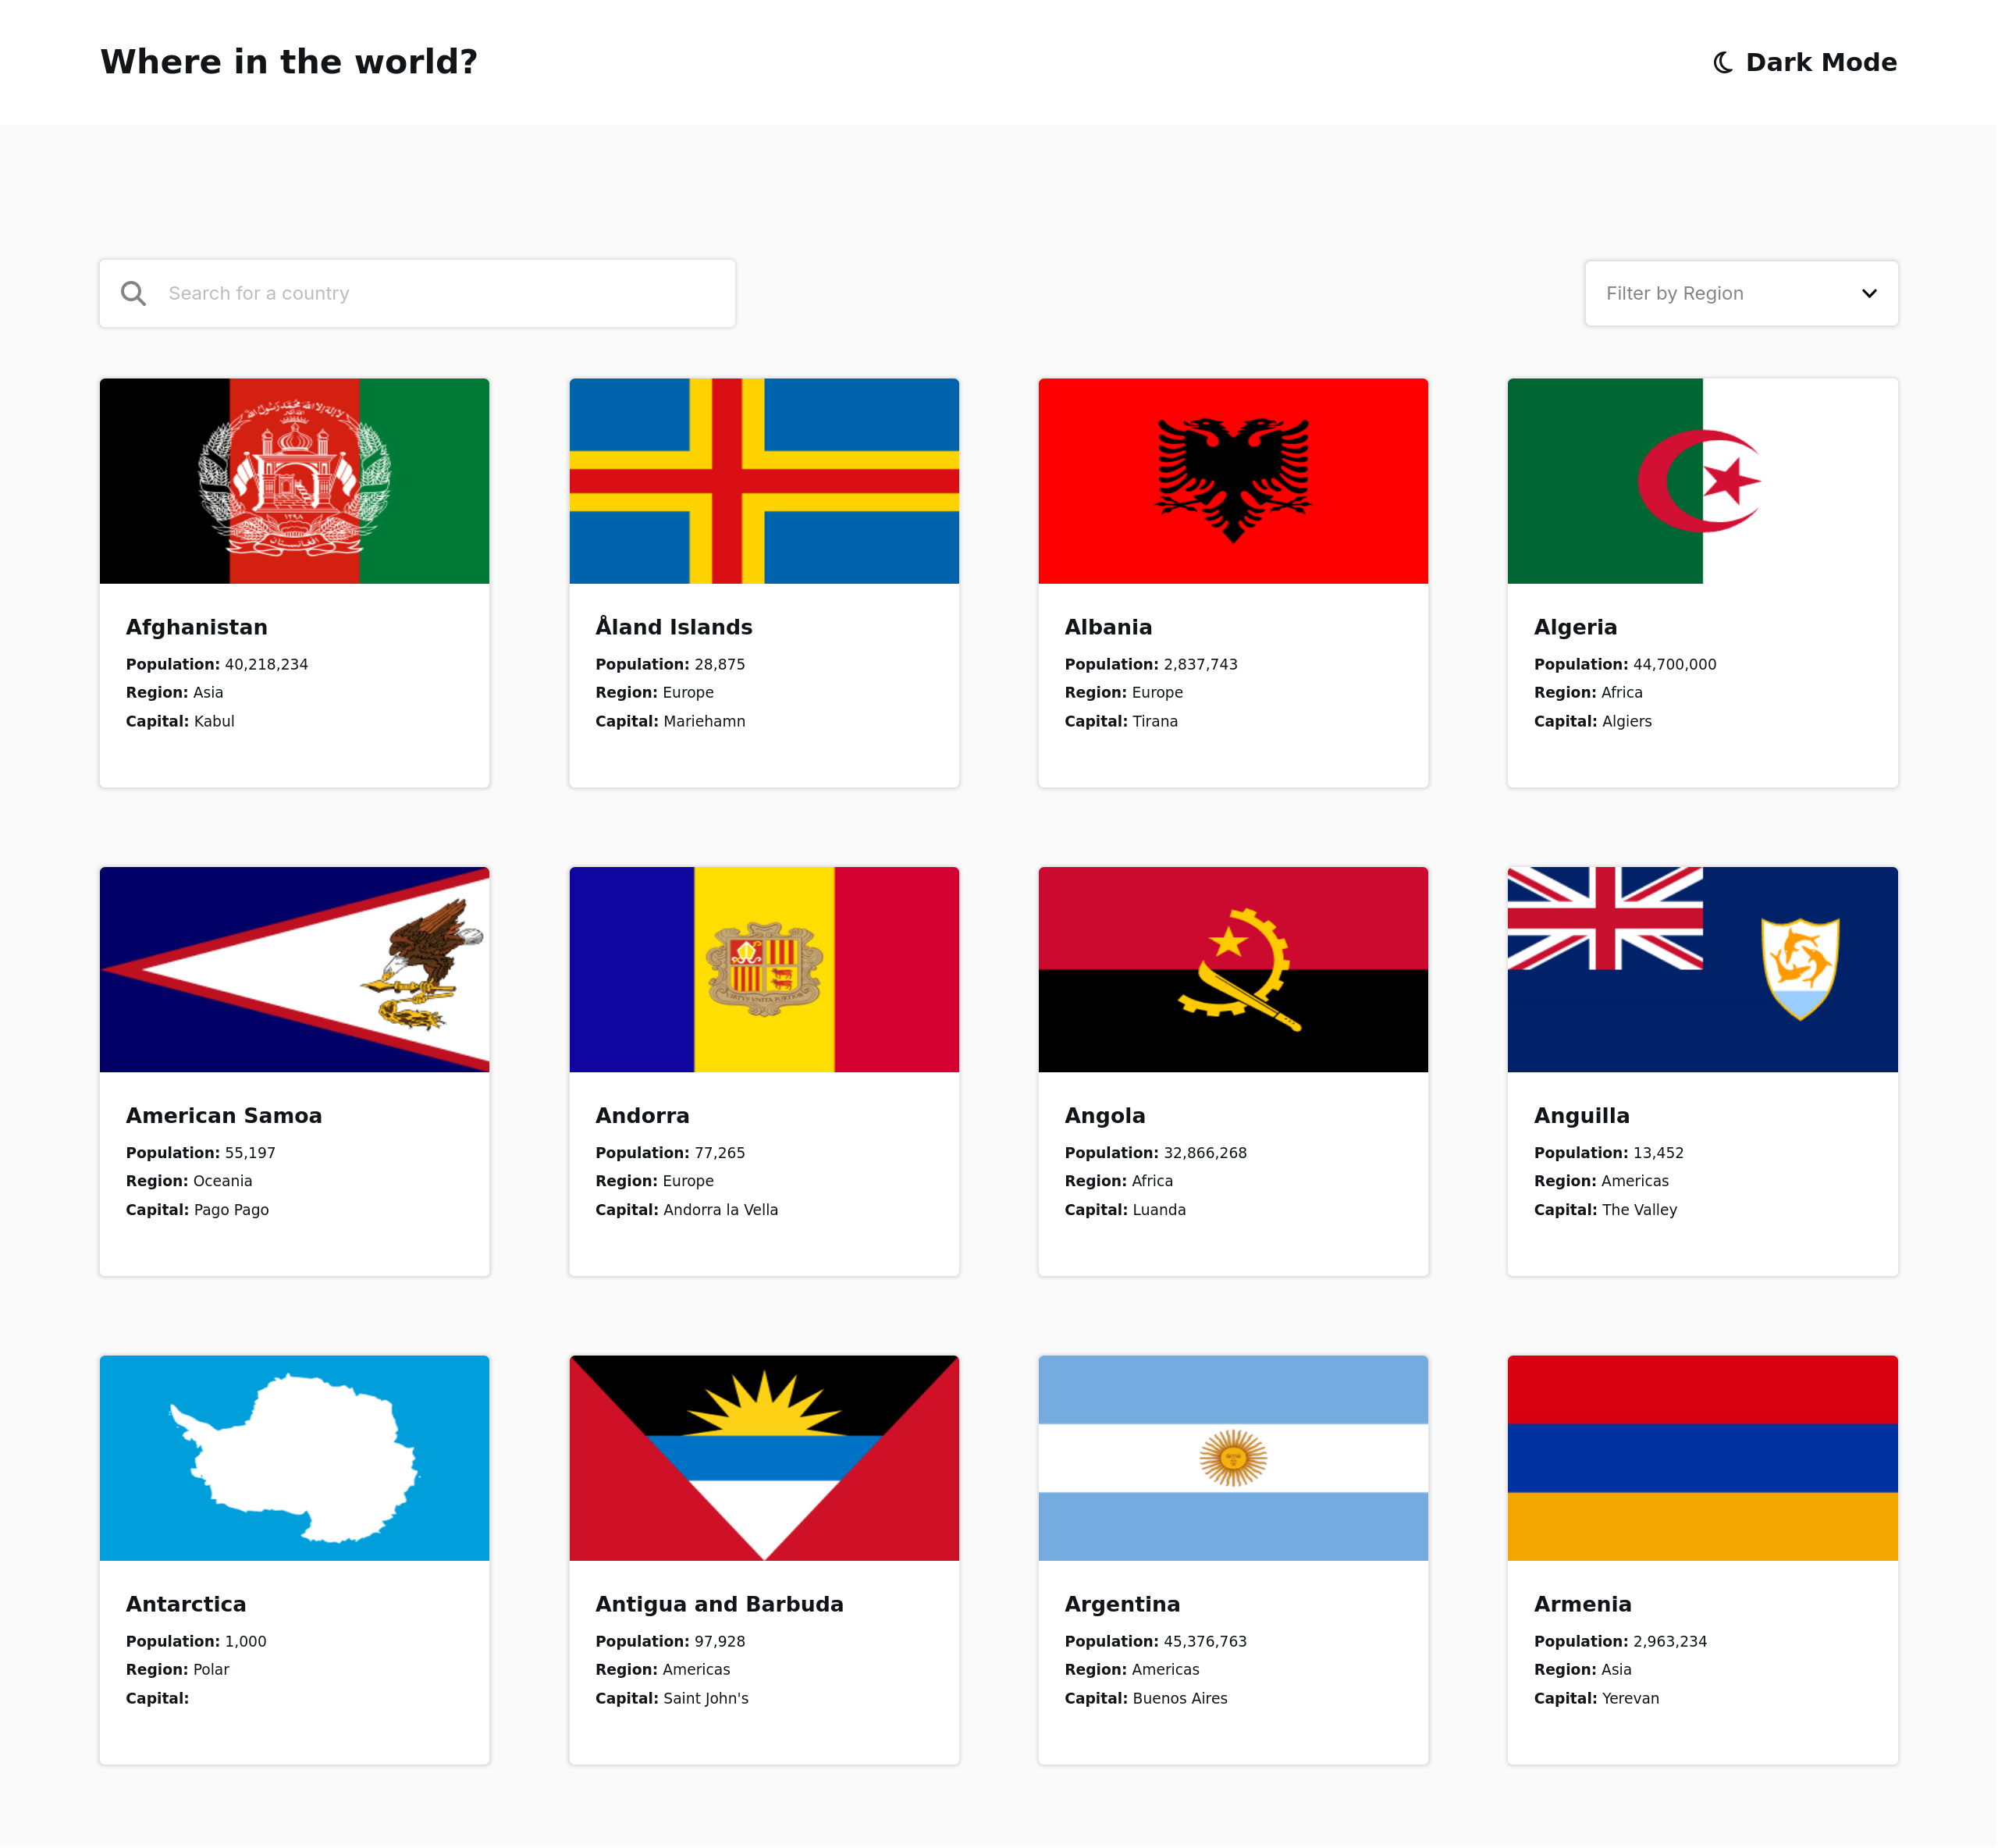 Where in the world?
Dark Mode
Search for a country
Filter by Region
Afghanistan
Population: 40,218,234
Region: Asia
Capital: Kabul
Åland Islands
Population: 28,875
Region: Europe
Capital: Mariehamn
Albania
Population: 2,837,743
Region: Europe
Capital: Tirana
Algeria
Population: 44,700,000
Region: Africa
Capital: Algiers
American Samoa
Population: 55,197
Region: Oceania
Capital: Pago Pago
Andorra
Population: 77,265
Region: Europe
Capital: Andorra la Vella
Angola
Population: 32,866,268
Region: Africa
Capital: Luanda
Anguilla
Population: 13,452
Region: Americas
Capital: The Valley
Antarctica
Population: 1,000
Region: Polar
Capital:
Antigua and Barbuda
Population: 97,928
Region: Americas
Capital: Saint John's
Argentina
Population: 45,376,763
Region: Americas
Capital: Buenos Aires
Armenia
Population: 2,963,234
Region: Asia
Capital: Yerevan